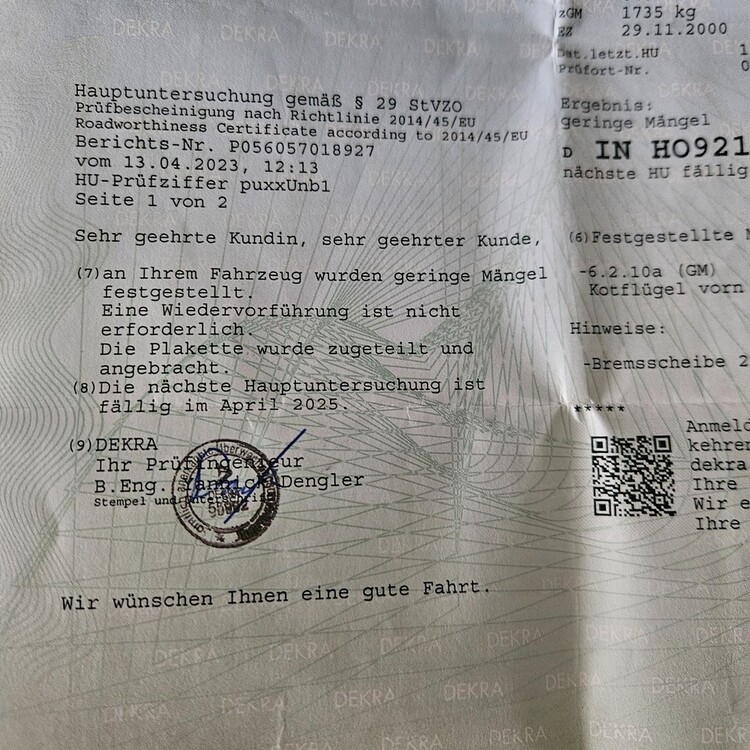 zGM 1735 kg
EZ 29.11.2000
Dat.letzt.HU 1
Prüfort-Nr. 0
Hauptuntersuchung gemäß § 29 StVZO
Prüfbescheinigung nach Richtlinie 2014/45/EU
Roadworthiness Certificate according to 2014/45/EU
Berichts-Nr. P056057018927
vom 13.04.2023, 12:13
HU-Prüfziffer puxxUnb1
Seite 1 von 2
Ergebnis:
geringe Mängel
D IN HO921
nächste HU fällig
Sehr geehrte Kundin, sehr geehrter Kunde,
(7)an Ihrem Fahrzeug wurden geringe Mängel
festgestellt.
Eine Wiedervorführung ist nicht
erforderlich.
Die Plakette wurde zugeteilt und
angebracht.
(8)Die nächste Hauptuntersuchung ist
fällig im April 2025.
(9)DEKRA
Ihr Prüfingenieur
B.Eng. Yannick Dengler
Stempel und Unterschrift
(6)Festgestellte
-6.2.10a (GM)
Kotflügel vorn
Hinweise:
-Bremsscheibe 2
*****
Anmeld
kehren
dekra
Ihre
Wir e
Ihre
Wir wünschen Ihnen eine gute Fahrt.